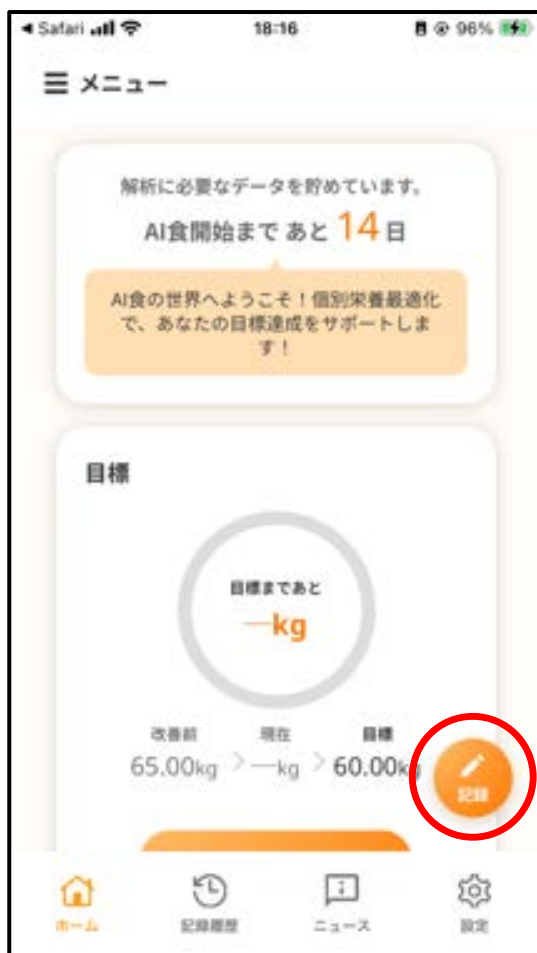 Safari
18:16
96%
メニュー
解析に必要なデータを貯めています。
AI食開始まで あと 14 日
AI食の世界へようこそ！個別栄養最適化
で、あなたの目標達成をサポートしま
す！
目標
目標まであと
—kg
改善前 現在 目標
65.00kg > —kg > 60.00kg
記録
ホーム 記録履歴 ニュース 設定